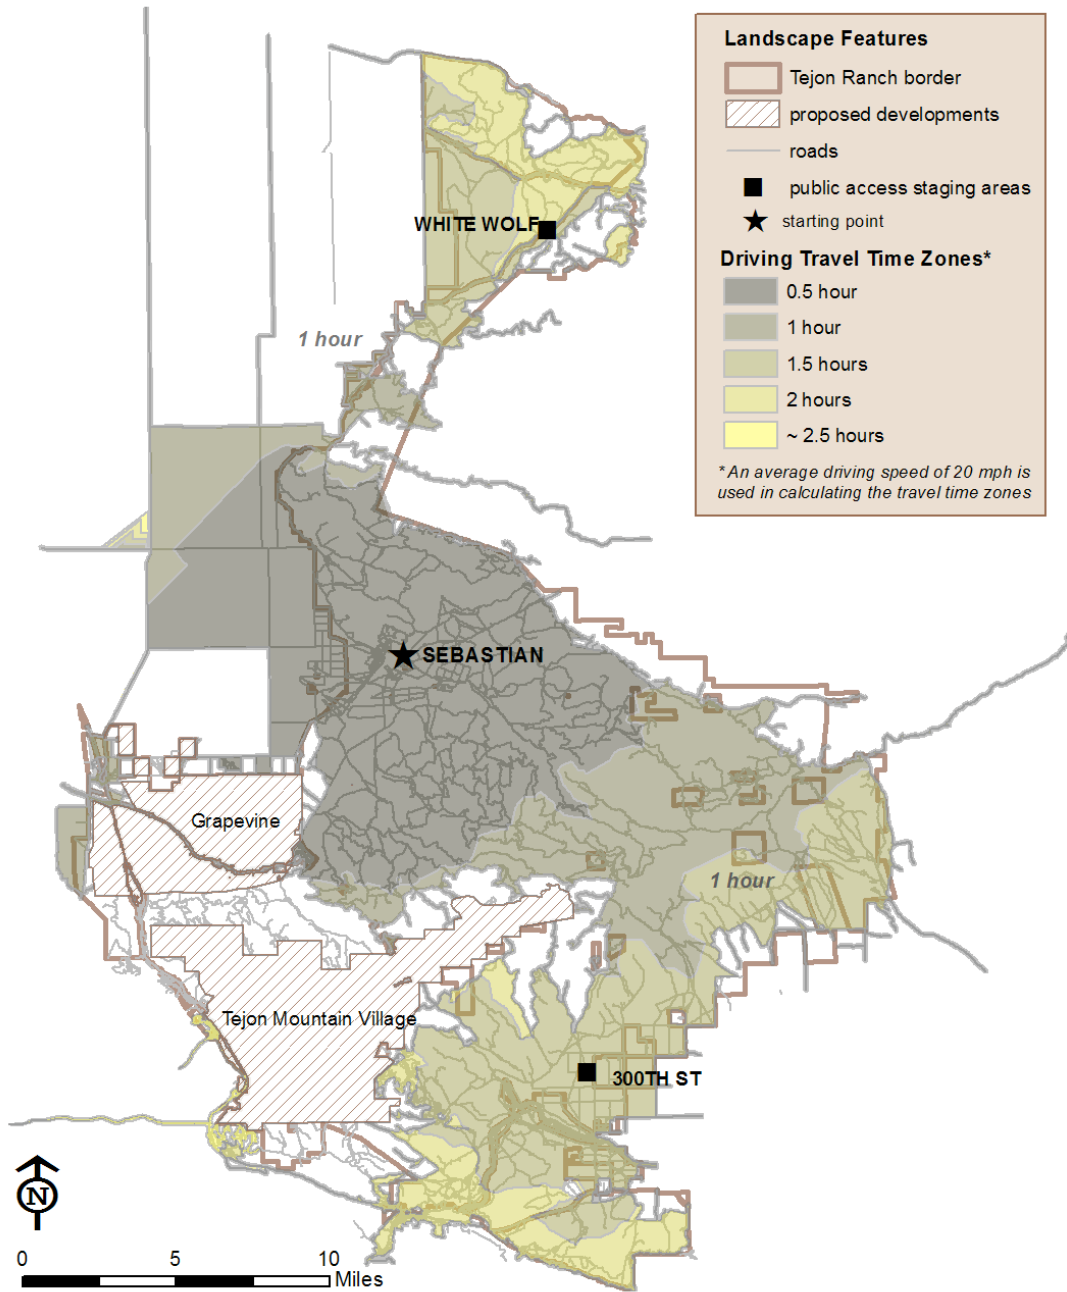 Landscape Features
Tejon Ranch border
proposed developments
roads
public access staging areas
starting point
Driving Travel Time Zones*
0.5 hour
1 hour
1.5 hours
2 hours
~ 2.5 hours
* An average driving speed of 20 mph is
used in calculating the travel time zones
WHITE WOLF
1 hour
SEBASTIAN
Grapevine
1 hour
Tejon Mountain Village
300TH ST
N
0 5 10
Miles